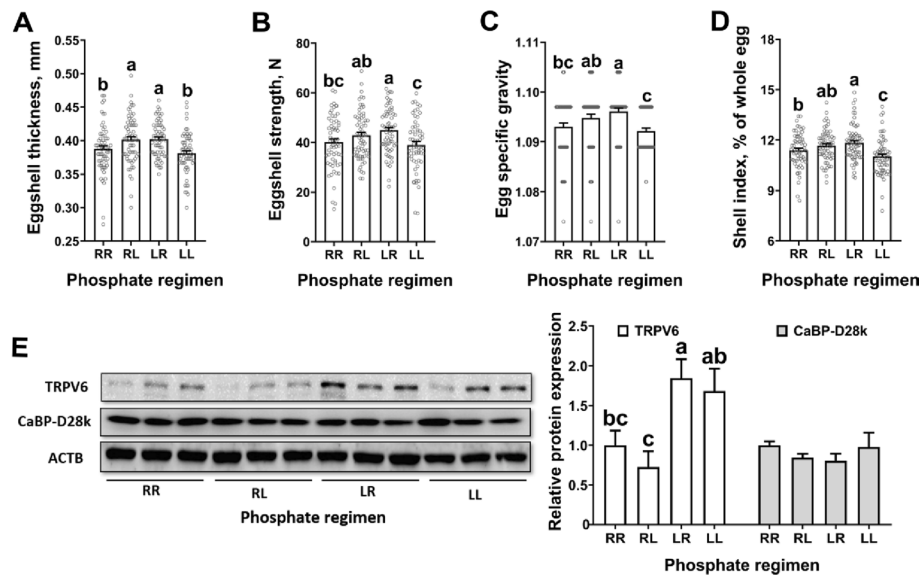 A
Eggshell thickness, mm
0.55
0.50
0.45
0.40
0.35
0.30
0.25
b
a
a
b
RR
RL
LR
LL
Phosphate regimen
B
Eggshell strength, N
80
60
40
20
0
bc
ab
a
c
RR
RL
LR
LL
Phosphate regimen
C
Egg specific gravity
1.11
1.10
1.09
1.08
1.07
bc
ab
a
c
RR
RL
LR
LL
Phosphate regimen
D
Shell index, % of whole egg
18
16
14
12
10
8
6
b
ab
a
c
RR
RL
LR
LL
Phosphate regimen
E
TRPV6
CaBP-D28k
ACTB
RR
RL
LR
LL
Phosphate regimen
Relative protein expression
2.5
2.0
1.5
1.0
0.5
0
TRPV6
CaBP-D28k
bc
c
a
ab
RR
RL
LR
LL
RR
RL
LR
LL
Phosphate regimen